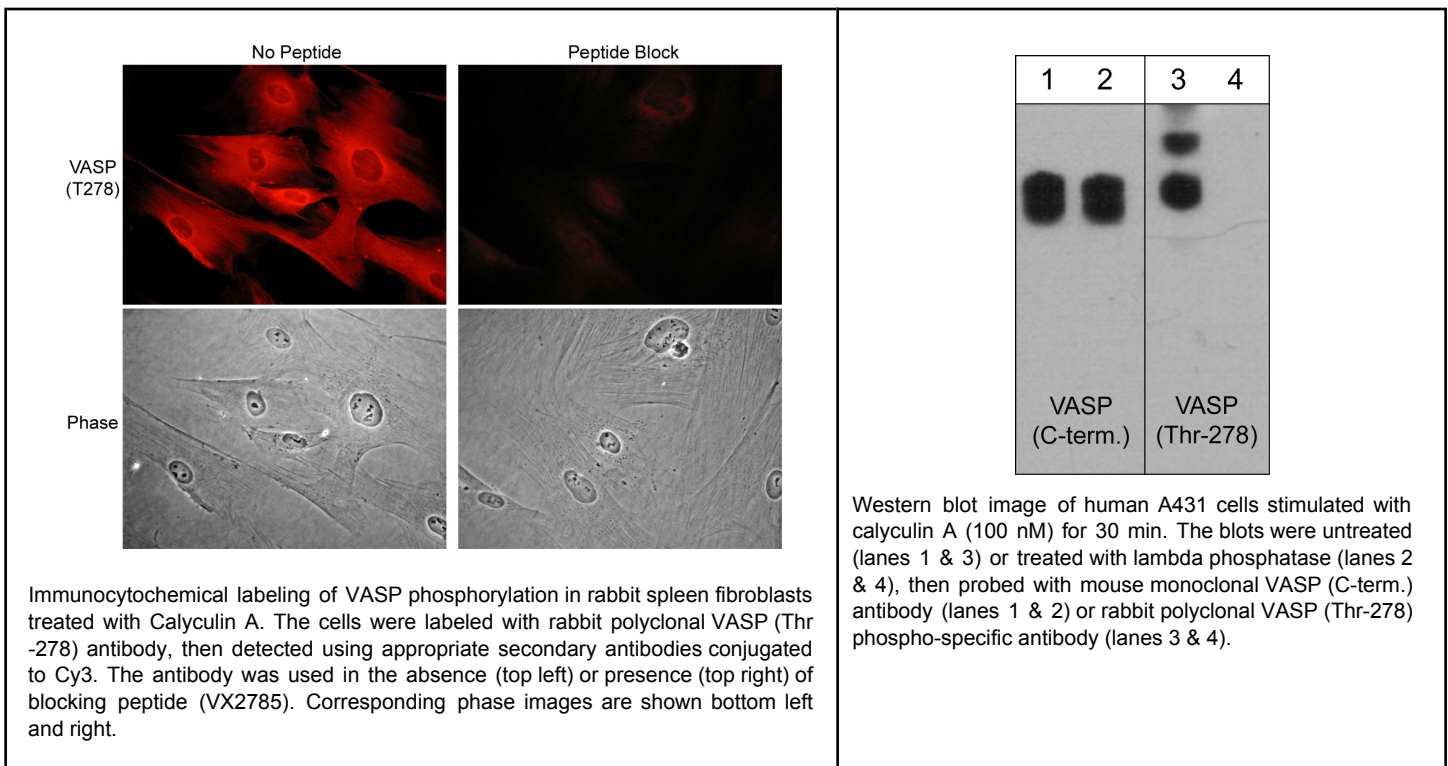 No Peptide
Peptide Block
VASP
(T278)
Phase
Immunocytochemical labeling of VASP phosphorylation in rabbit spleen fibroblasts
treated with Calyculin A. The cells were labeled with rabbit polyclonal VASP (Thr
-278) antibody, then detected using appropriate secondary antibodies conjugated
to Cy3. The antibody was used in the absence (top left) or presence (top right) of
blocking peptide (VX2785). Corresponding phase images are shown bottom left
and right.
1 2 3 4
VASP
(C-term.)
VASP
(Thr-278)
Western blot image of human A431 cells stimulated with
calyculin A (100 nM) for 30 min. The blots were untreated
(lanes 1 & 3) or treated with lambda phosphatase (lanes 2
& 4), then probed with mouse monoclonal VASP (C-term.)
antibody (lanes 1 & 2) or rabbit polyclonal VASP (Thr-278)
phospho-specific antibody (lanes 3 & 4).